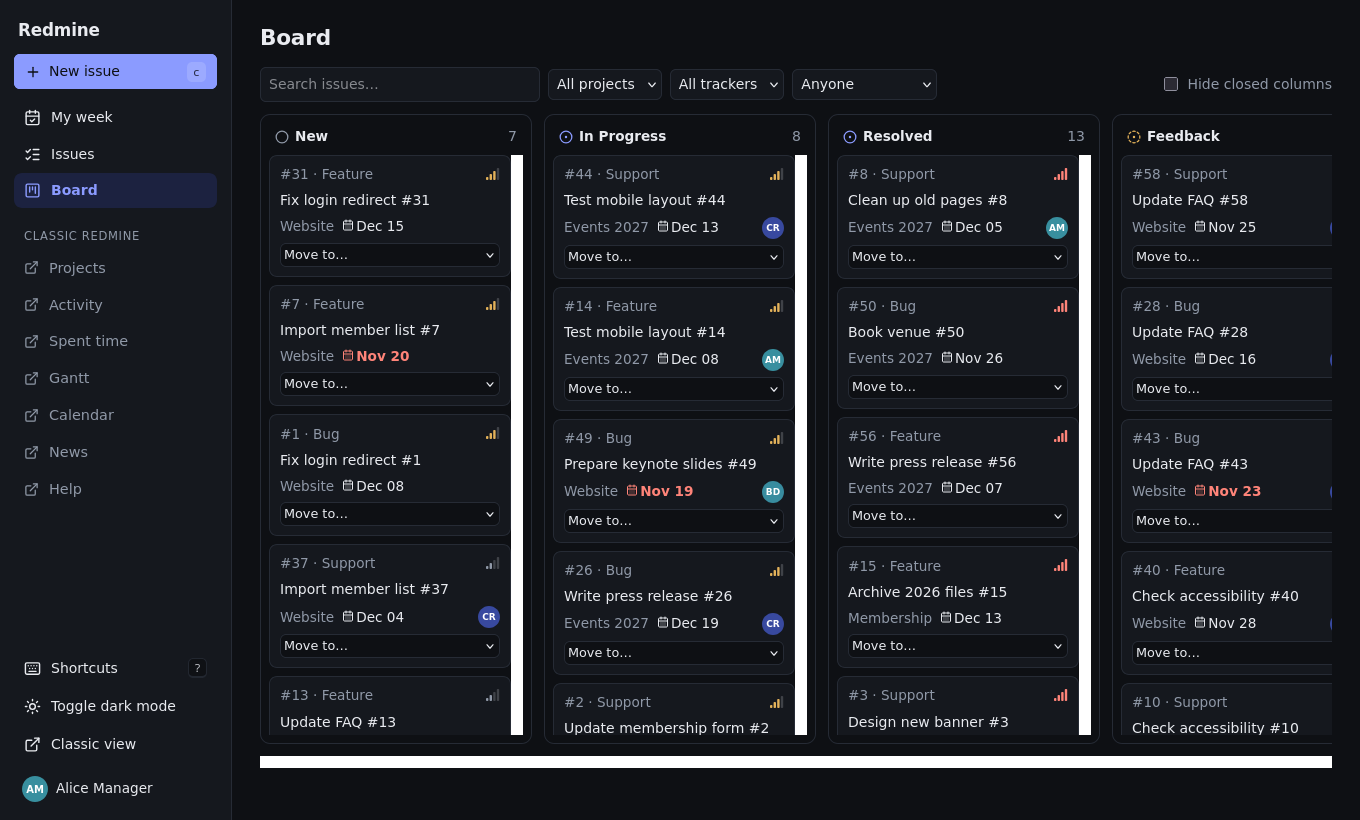 Redmine
New issue c
My week
Issues
Board
CLASSIC REDMINE
Projects
Activity
Spent time
Gantt
Calendar
News
Help
Shortcuts ?
Toggle dark mode
Classic view
AM Alice Manager
Board
Search issues… All projects All trackers Anyone Hide closed columns
New 7
#31 · Feature
Fix login redirect #31
Website Dec 15
Move to…
#7 · Feature
Import member list #7
Website Nov 20
Move to…
#1 · Bug
Fix login redirect #1
Website Dec 08
Move to…
#37 · Support
Import member list #37
Website Dec 04 CR
Move to…
#13 · Feature
Update FAQ #13
In Progress 8
#44 · Support
Test mobile layout #44
Events 2027 Dec 13 CR
Move to…
#14 · Feature
Test mobile layout #14
Events 2027 Dec 08 AM
Move to…
#49 · Bug
Prepare keynote slides #49
Website Nov 19 BD
Move to…
#26 · Bug
Write press release #26
Events 2027 Dec 19 CR
Move to…
#2 · Support
Update membership form #2
Resolved 13
#8 · Support
Clean up old pages #8
Events 2027 Dec 05 AM
Move to…
#50 · Bug
Book venue #50
Events 2027 Nov 26
Move to…
#56 · Feature
Write press release #56
Events 2027 Dec 07
Move to…
#15 · Feature
Archive 2026 files #15
Membership Dec 13
Move to…
#3 · Support
Design new banner #3
Feedback
#58 · Support
Update FAQ #58
Website Nov 25
Move to…
#28 · Bug
Update FAQ #28
Website Dec 16
Move to…
#43 · Bug
Update FAQ #43
Website Nov 23
Move to…
#40 · Feature
Check accessibility #40
Website Nov 28
Move to…
#10 · Support
Check accessibility #10